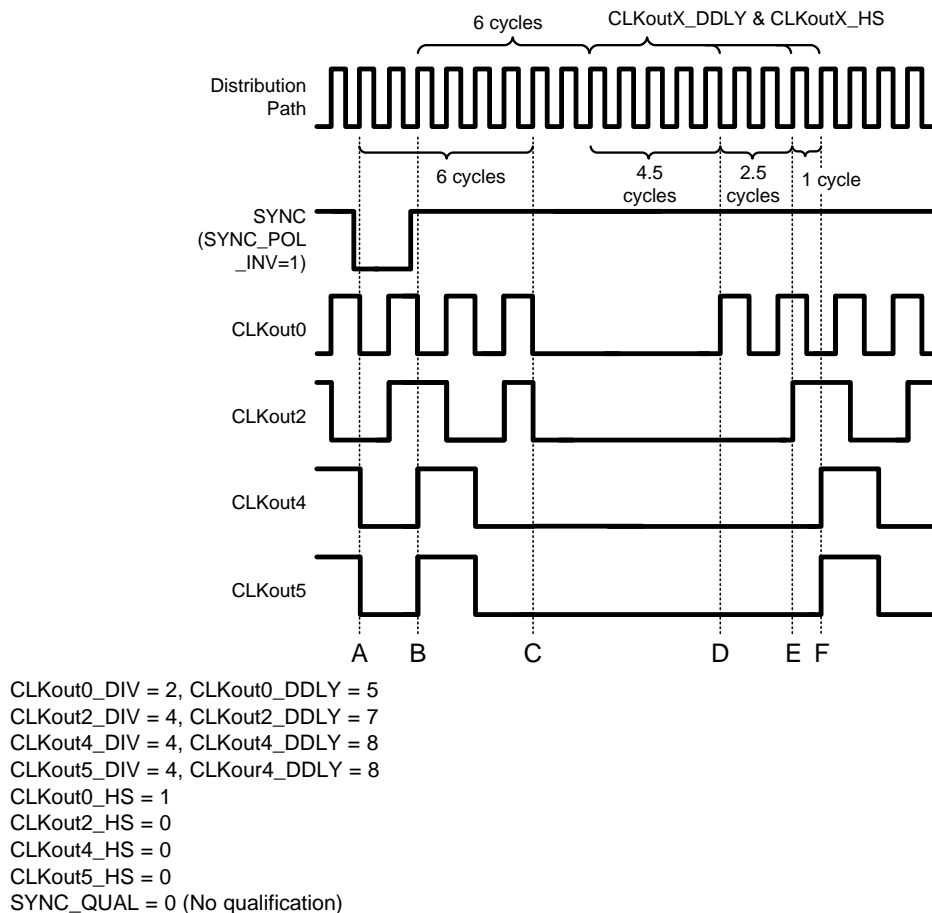 6 cycles
CLKoutX_DDLY & CLKoutX_HS
Distribution
Path
6 cycles
4.5
cycles
2.5
cycles
1 cycle
SYNC
(SYNC_POL
_INV=1)
CLKout0
CLKout2
CLKout4
CLKout5
A B C D E F
CLKout0_DIV = 2, CLKout0_DDLY = 5
CLKout2_DIV = 4, CLKout2_DDLY = 7
CLKout4_DIV = 4, CLKout4_DDLY = 8
CLKout5_DIV = 4, CLKour4_DDLY = 8
CLKout0_HS = 1
CLKout2_HS = 0
CLKout4_HS = 0
CLKout5_HS = 0
SYNC_QUAL = 0 (No qualification)